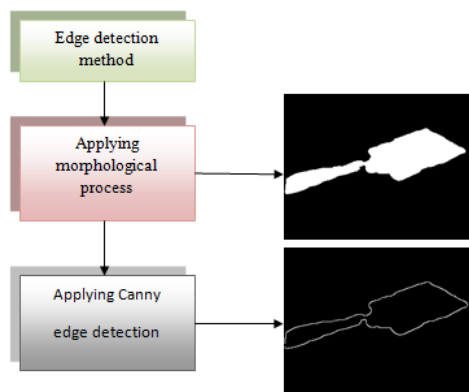 Edge detection
method
Applying
morphological
process
Applying Canny
edge detection